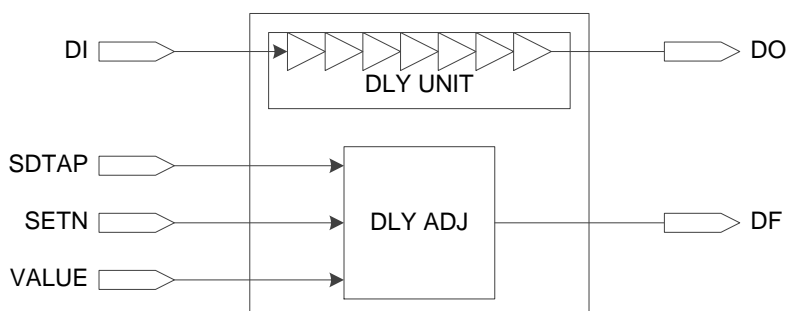 DI
DO
DLY UNIT
SDTAP
SETN
DLY ADJ
DF
VALUE